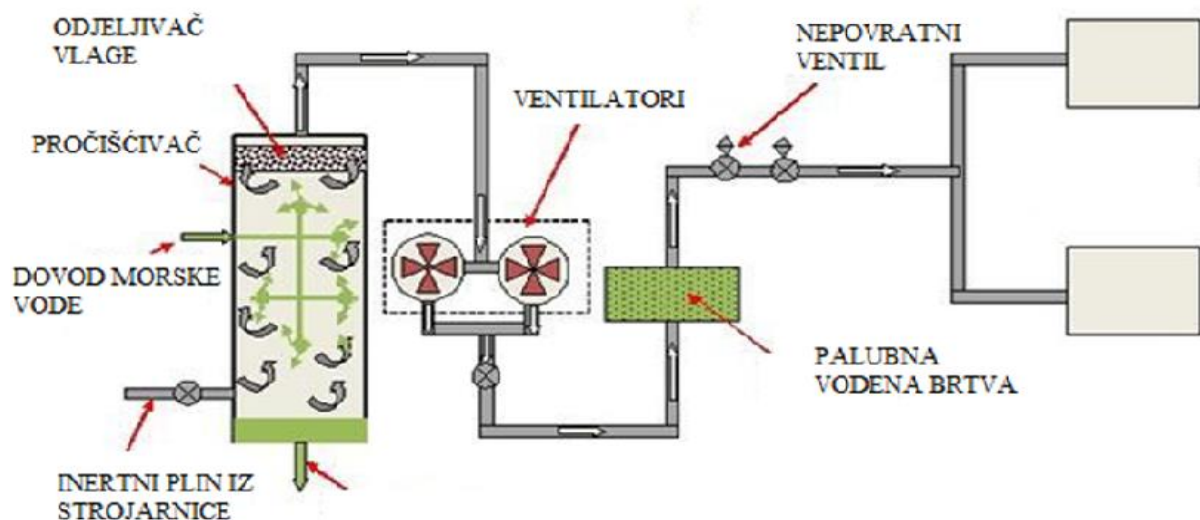 ODJELJIVAČ
VLAGE
PROČIŠĆIVAČ
DOVOD MORSKE
VODE
INERTNI PLIN IZ
STROJARNICE
VENTILATORI
NEPOVRATNI
VENTIL
PALUBNA
VODENA BRTVA